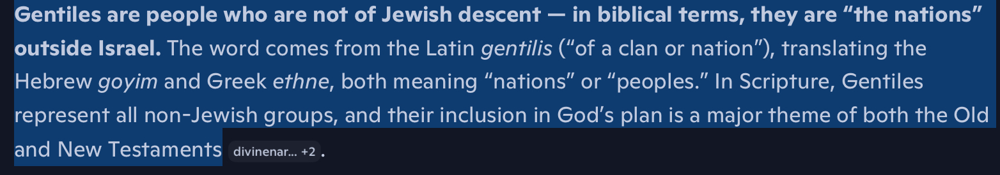 Gentiles are people who are not of Jewish descent — in biblical terms, they are “the nations”
outside Israel. The word comes from the Latin gentilis (“of a clan or nation”), translating the
Hebrew goyim and Greek ethne, both meaning “nations” or “peoples.” In Scripture, Gentiles
represent all non-Jewish groups, and their inclusion in God’s plan is a major theme of both the Old
and New Testaments divinenar... +2 .